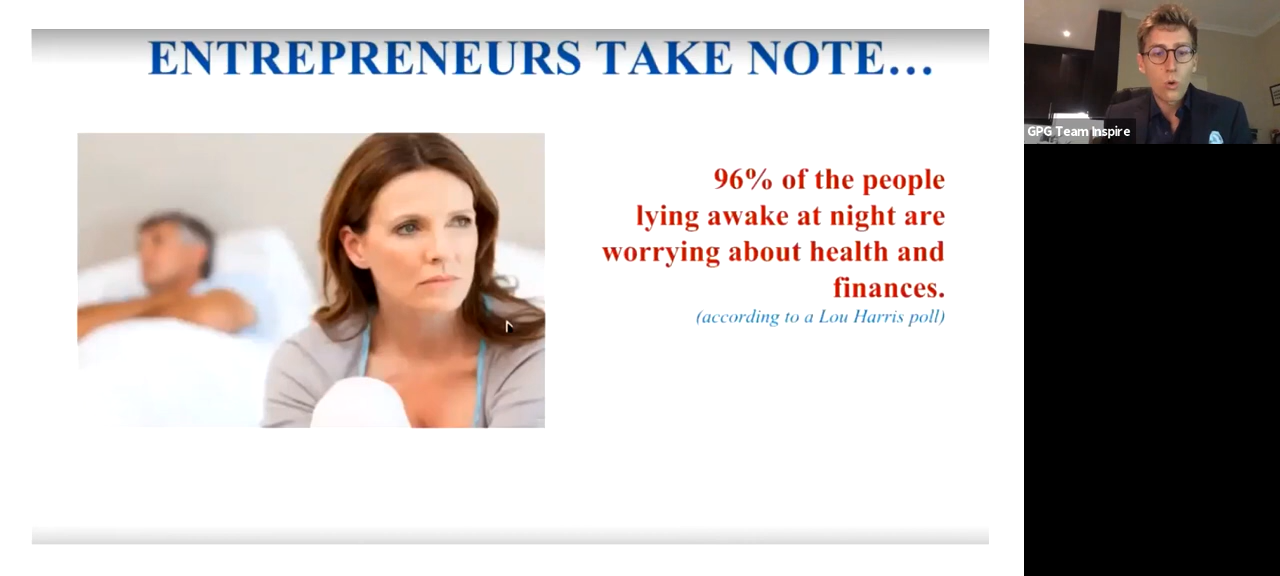 ENTREPRENEURS TAKE NOTE...
96% of the people
lying awake at night are
worrying about health and
finances.
(according to a Lou Harris poll)
GPG Team Inspire